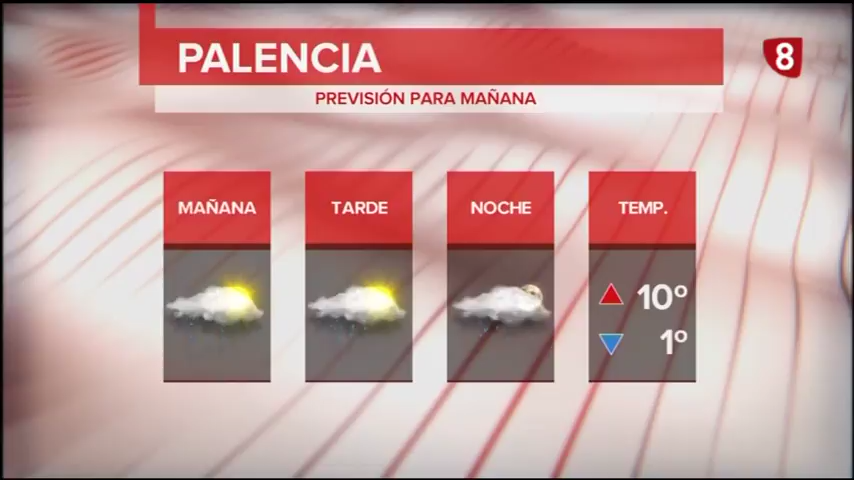 PALENCIA
8
PREVISIÓN PARA MAÑANA
MAÑANA
TARDE
NOCHE
TEMP.
10º
1º